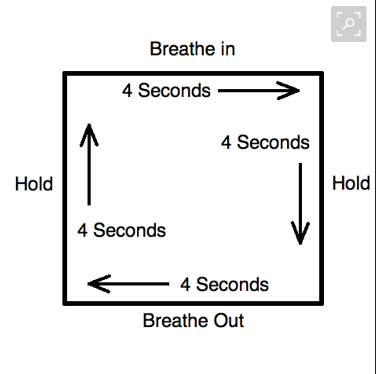 Breathe in
4 Seconds
4 Seconds
Hold
Hold
4 Seconds
4 Seconds
Breathe Out